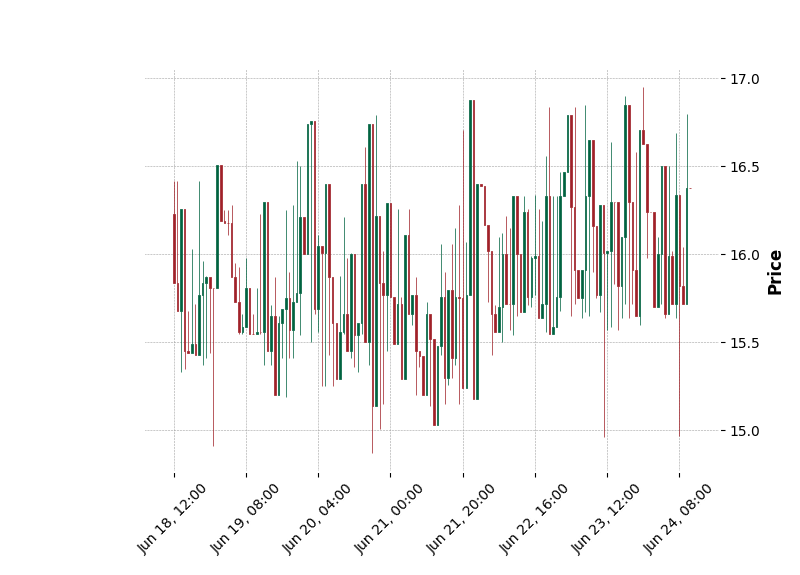 17.0
16.5
16.0
15.5
15.0
Price
Jun 18, 12:00
Jun 19, 08:00
Jun 20, 04:00
Jun 21, 00:00
Jun 21, 20:00
Jun 22, 16:00
Jun 23, 12:00
Jun 24, 08:00